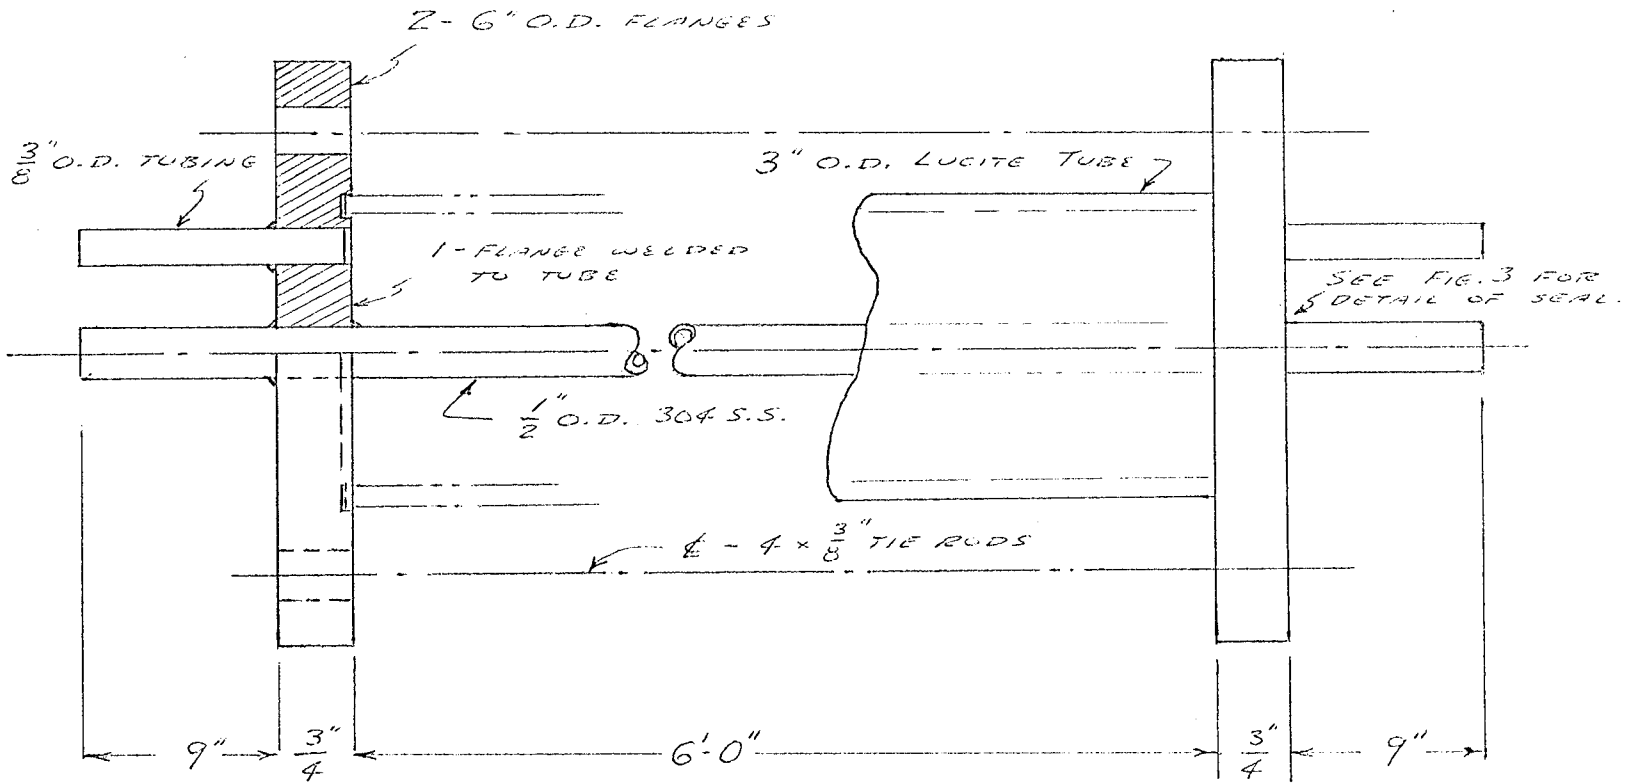 2- 6" O.D. FLANGES
3/8" O.D. TUBING
3" O.D. LUCITE TUBE
1- FLANGE WELDED
TO TUBE
SEE FIG. 3 FOR
DETAIL OF SEAL.
1/2" O.D. 304 S.S.
℄ - 4 x 3/8" TIE RODS
9" 3/4" 6'-0" 3/4" 9"